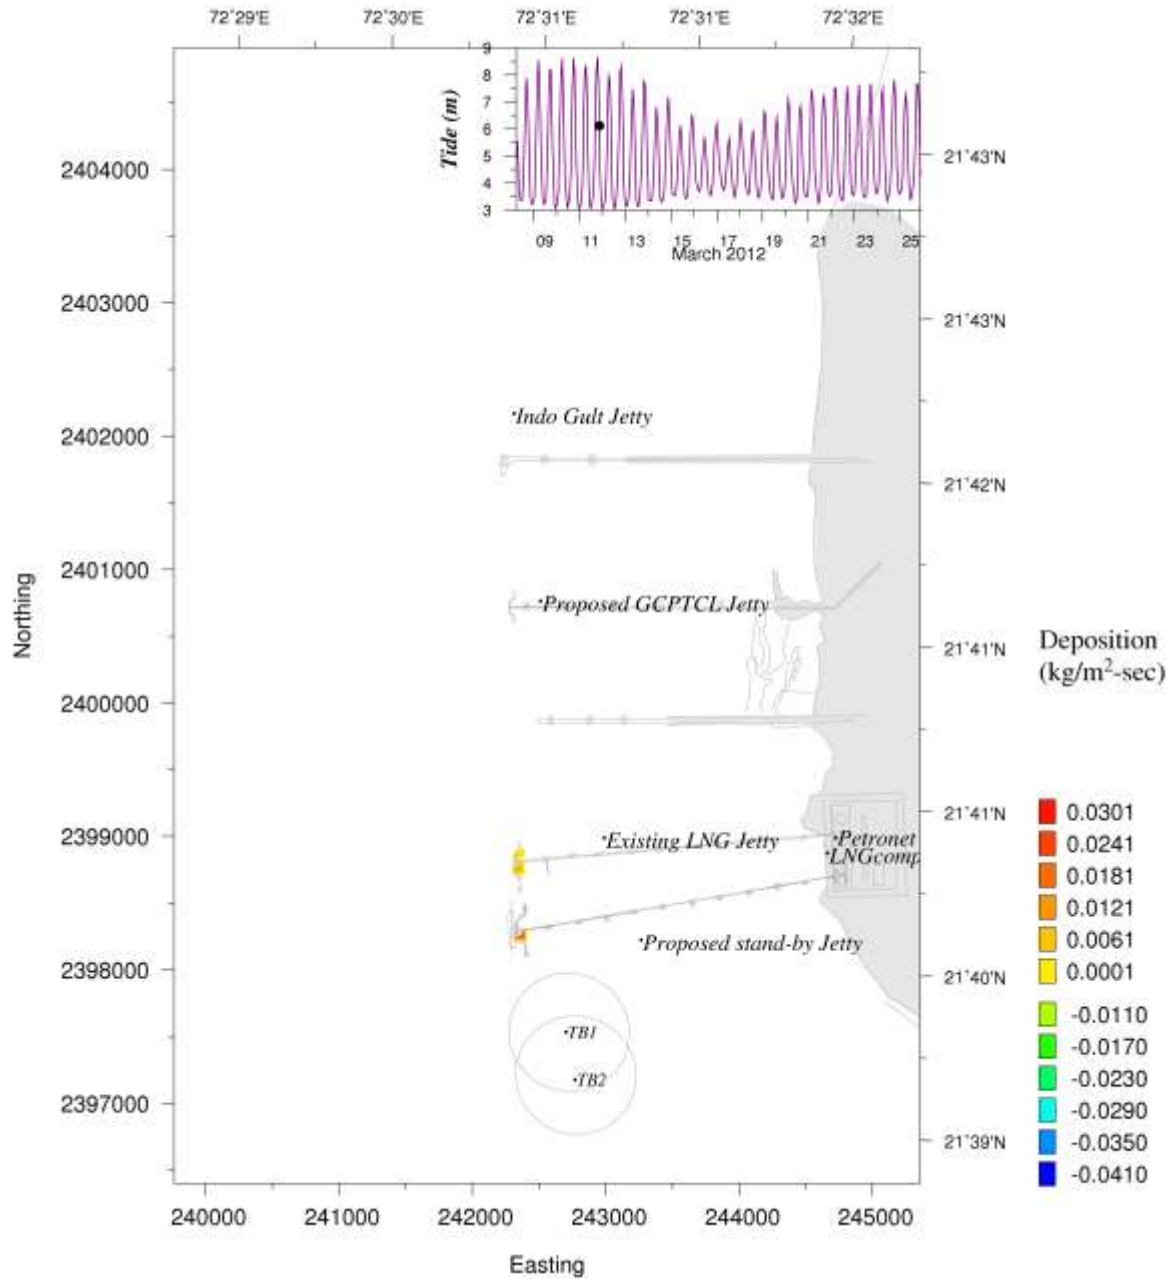 72°29'E 72°30'E 72°31'E 72°31'E 72°32'E
9
8
7
6
5
4
3
Tide (m)
09 11 13 15 17 19 21 23 25
March 2012
2404000
2403000
2402000
2401000
2400000
2399000
2398000
2397000
Northing
21°43'N
21°43'N
21°42'N
21°41'N
21°41'N
21°40'N
21°39'N
Indo Gult Jetty
Proposed GCPTCL Jetty
Existing LNG Jetty
Petronet
LNGcomp
Proposed stand-by Jetty
TB1
TB2
240000 241000 242000 243000 244000 245000
Easting
Deposition
(kg/m²-sec)
0.0301
0.0241
0.0181
0.0121
0.0061
0.0001
-0.0110
-0.0170
-0.0230
-0.0290
-0.0350
-0.0410